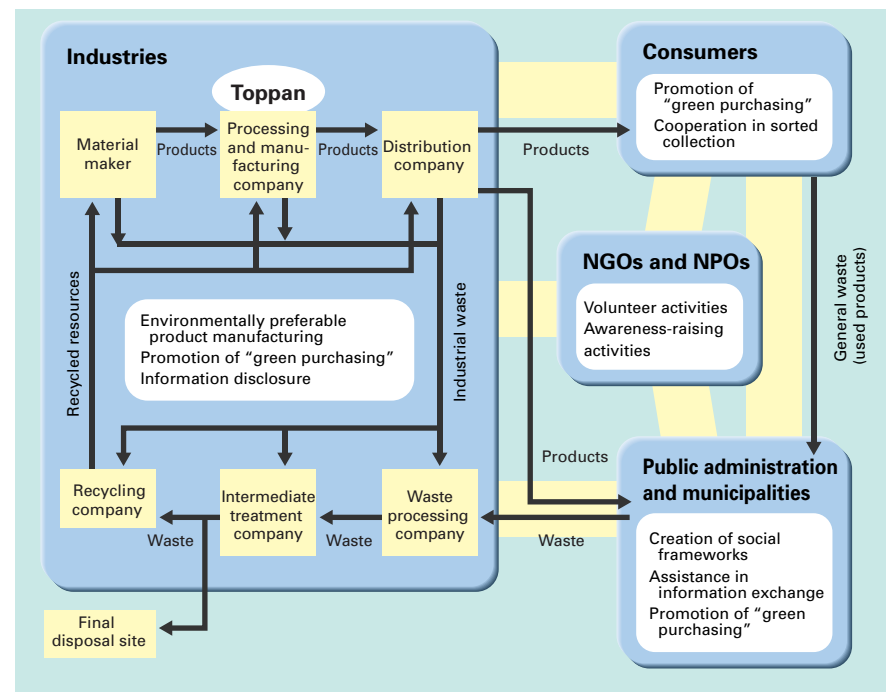 Industries
Toppan
Material
maker
Products
Processing
and manu-
facturing
company
Products
Distribution
company
Products
Consumers
Promotion of
“green purchasing”
Cooperation in sorted
collection
NGOs and NPOs
Volunteer activities
Awareness-raising
activities
General waste
(used products)
Recycled resources
Environmentally preferable
product manufacturing
Promotion of “green purchasing”
Information disclosure
Industrial waste
Products
Public administration
and municipalities
Creation of social
frameworks
Assistance in
information exchange
Promotion of “green
purchasing”
Recycling
company
Waste
Intermediate
treatment
company
Waste
Waste
processing
company
Waste
Final
disposal site